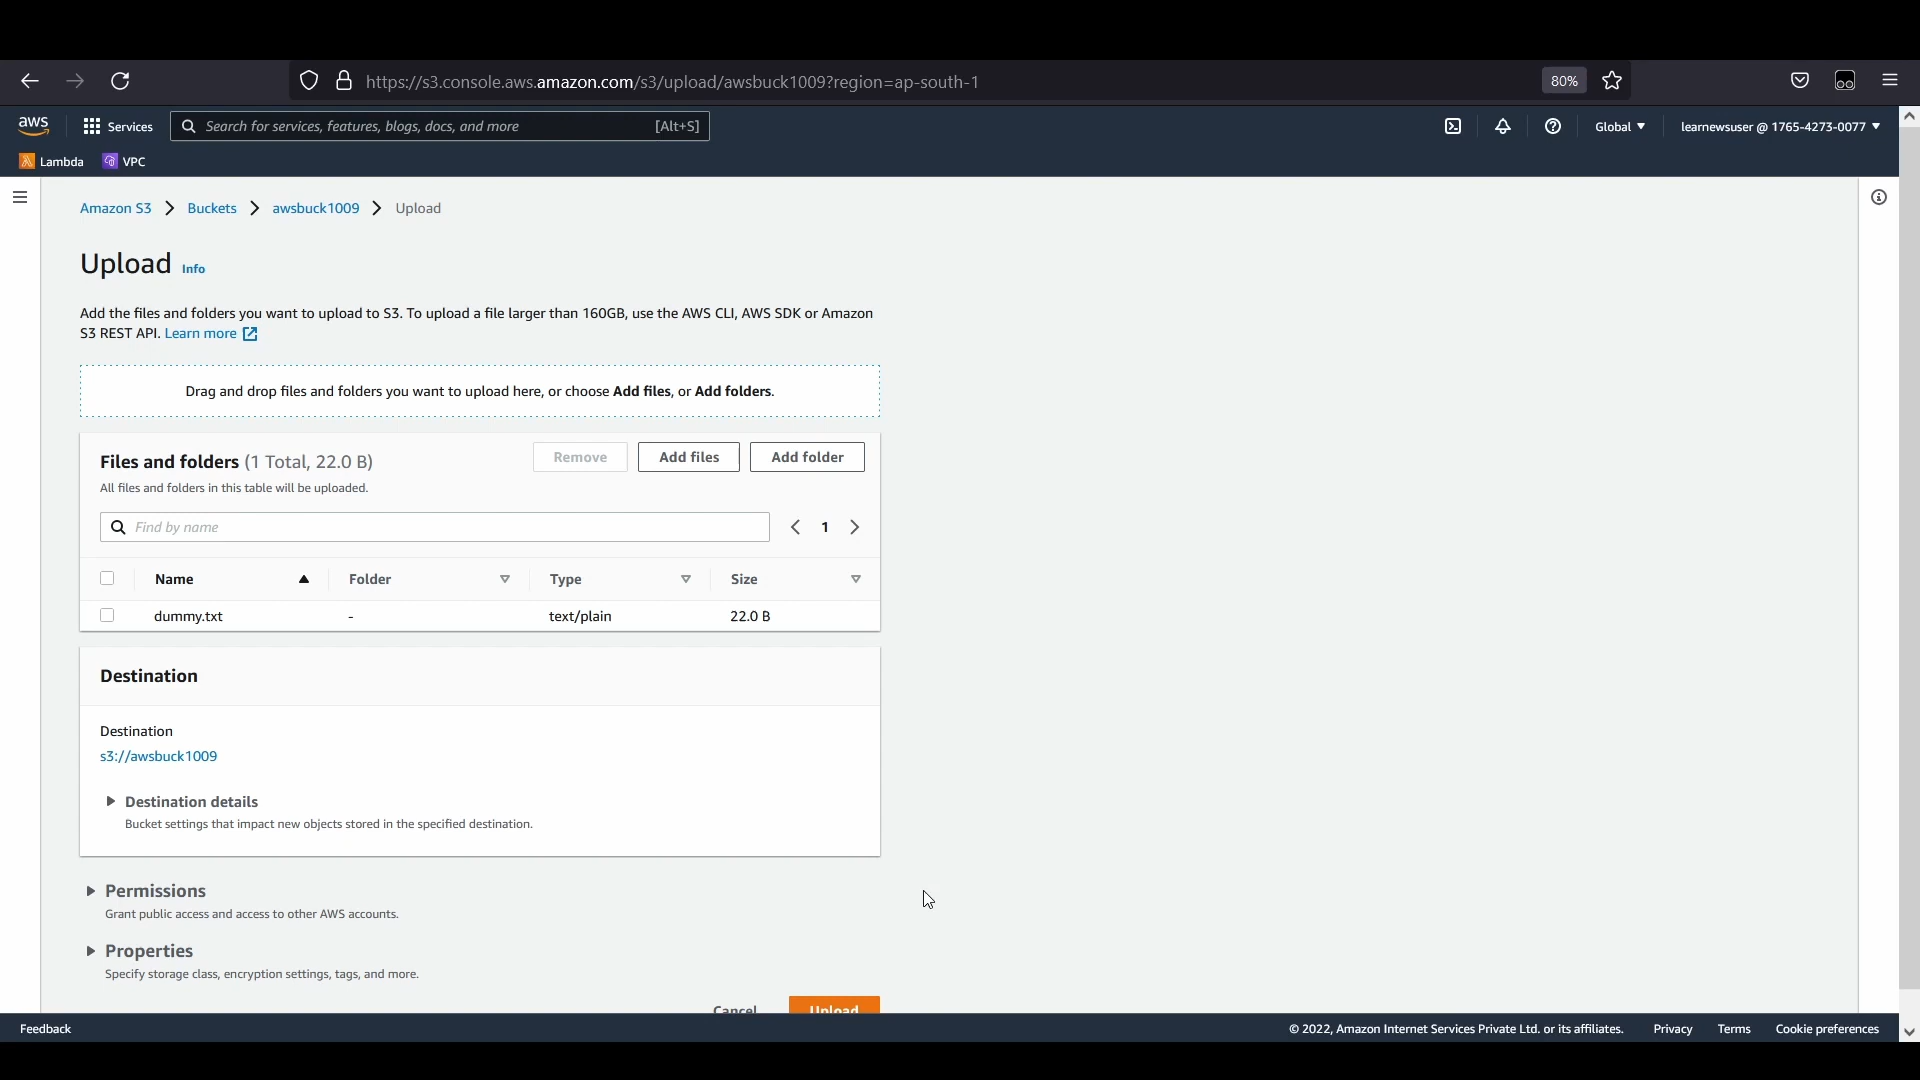 https://s3.console.aws.amazon.com/s3/upload/awsbuck1009?region=ap-south-1 80%
aws Services Search for services, features, blogs, docs, and more [Alt+S] Global learnewsuser @ 1765-4273-0077
Lambda VPC
Amazon S3 Buckets awsbuck1009 Upload
Upload Info
Add the files and folders you want to upload to S3. To upload a file larger than 160GB, use the AWS CLI, AWS SDK or Amazon
S3 REST API. Learn more
Drag and drop files and folders you want to upload here, or choose Add files, or Add folders.
Files and folders (1 Total, 22.0 B) Remove Add files Add folder
All files and folders in this table will be uploaded.
Find by name 1
Name Folder Type Size
dummy.txt - text/plain 22.0 B
Destination
Destination
s3://awsbuck1009
Destination details
Bucket settings that impact new objects stored in the specified destination.
Permissions
Grant public access and access to other AWS accounts.
Properties
Specify storage class, encryption settings, tags, and more.
Cancel Upload
Feedback © 2022, Amazon Internet Services Private Ltd. or its affiliates. Privacy Terms Cookie preferences